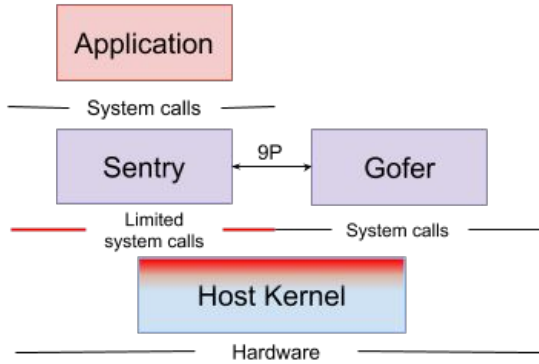 Application
System calls
9P
Sentry
Gofer
Limited
system calls
System calls
Host Kernel
Hardware